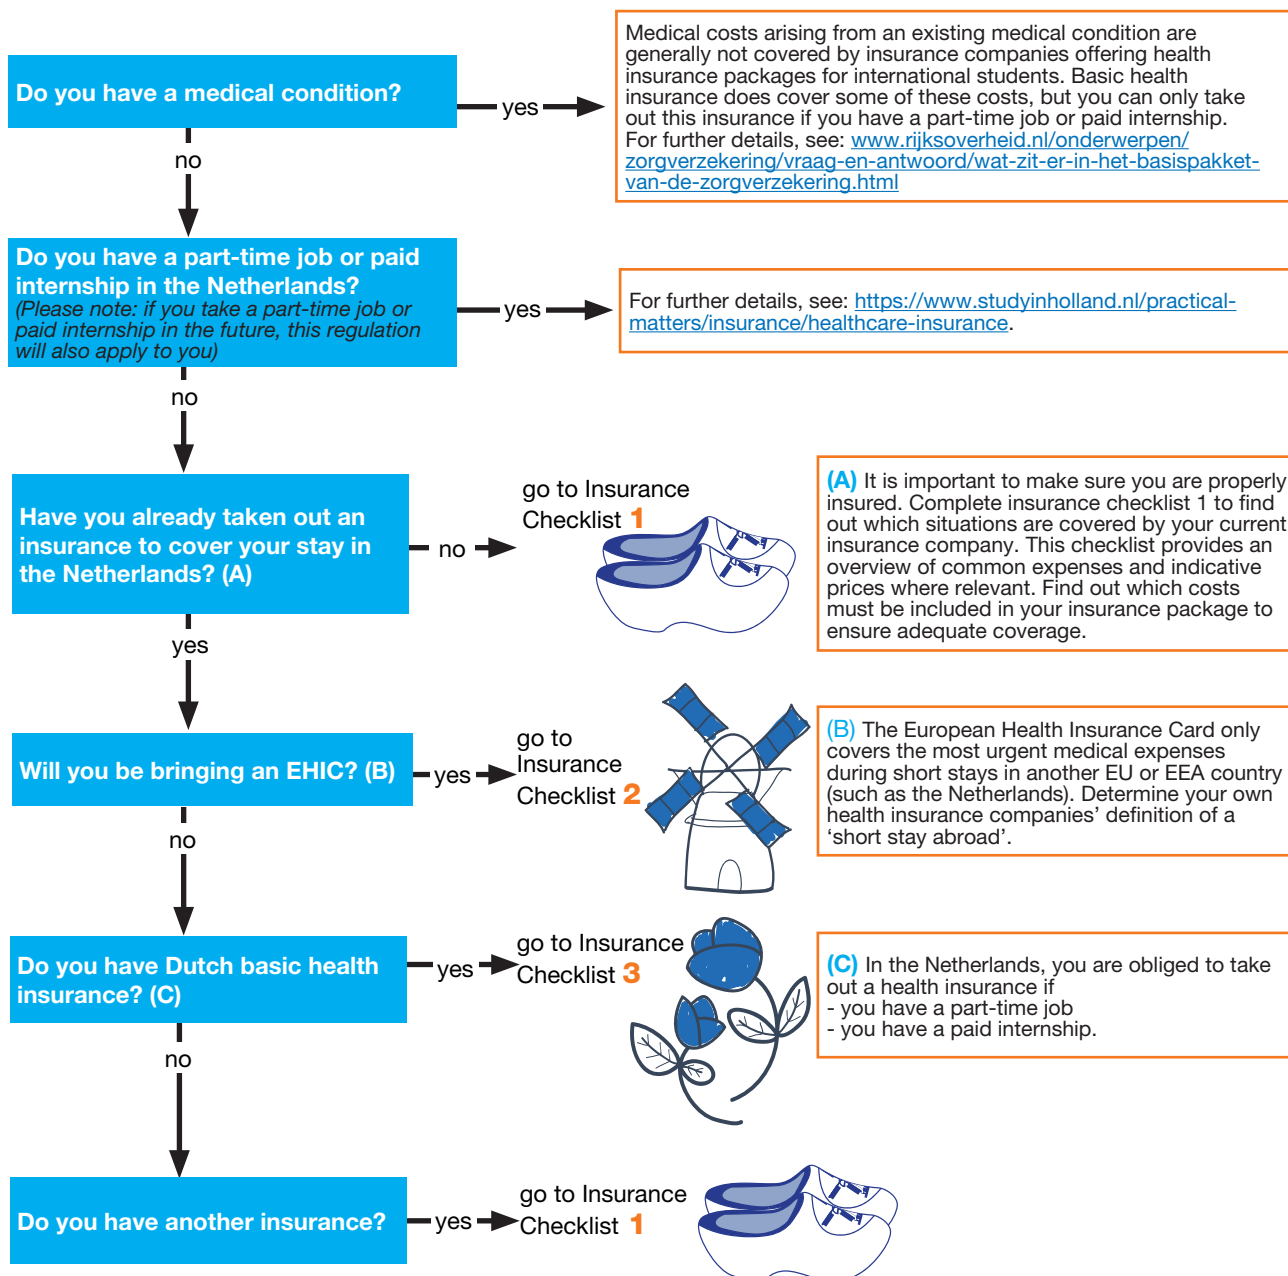 Do you have a medical condition?
yes
Medical costs arising from an existing medical condition are
generally not covered by insurance companies offering health
insurance packages for international students. Basic health
insurance does cover some of these costs, but you can only take
out this insurance if you have a part-time job or paid internship.
For further details, see: www.rijksoverheid.nl/onderwerpen/
zorgverzekering/vraag-en-antwoord/wat-zit-er-in-het-basispakket-
van-de-zorgverzekering.html
no
Do you have a part-time job or paid
internship in the Netherlands?
(Please note: if you take a part-time job or
paid internship in the future, this regulation
will also apply to you)
yes
For further details, see: https://www.studyinholland.nl/practical-
matters/insurance/healthcare-insurance.
no
Have you already taken out an
insurance to cover your stay in
the Netherlands? (A)
no
go to Insurance
Checklist 1
(A) It is important to make sure you are properly
insured. Complete insurance checklist 1 to find
out which situations are covered by your current
insurance company. This checklist provides an
overview of common expenses and indicative
prices where relevant. Find out which costs
must be included in your insurance package to
ensure adequate coverage.
yes
Will you be bringing an EHIC? (B)
yes
go to
Insurance
Checklist 2
(B) The European Health Insurance Card only
covers the most urgent medical expenses
during short stays in another EU or EEA country
(such as the Netherlands). Determine your own
health insurance companies’ definition of a
‘short stay abroad’.
no
Do you have Dutch basic health
insurance? (C)
yes
go to Insurance
Checklist 3
(C) In the Netherlands, you are obliged to take
out a health insurance if
- you have a part-time job
- you have a paid internship.
no
Do you have another insurance?
yes
go to Insurance
Checklist 1